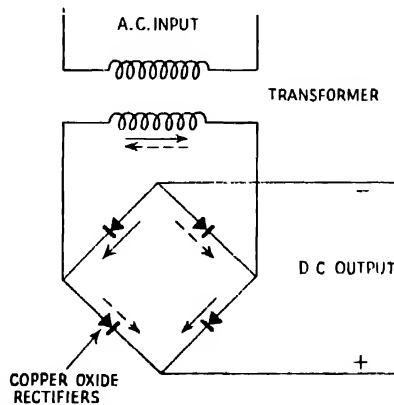 A.C. INPUT
TRANSFORMER
–
D C OUTPUT
+
COPPER OXIDE
RECTIFIERS